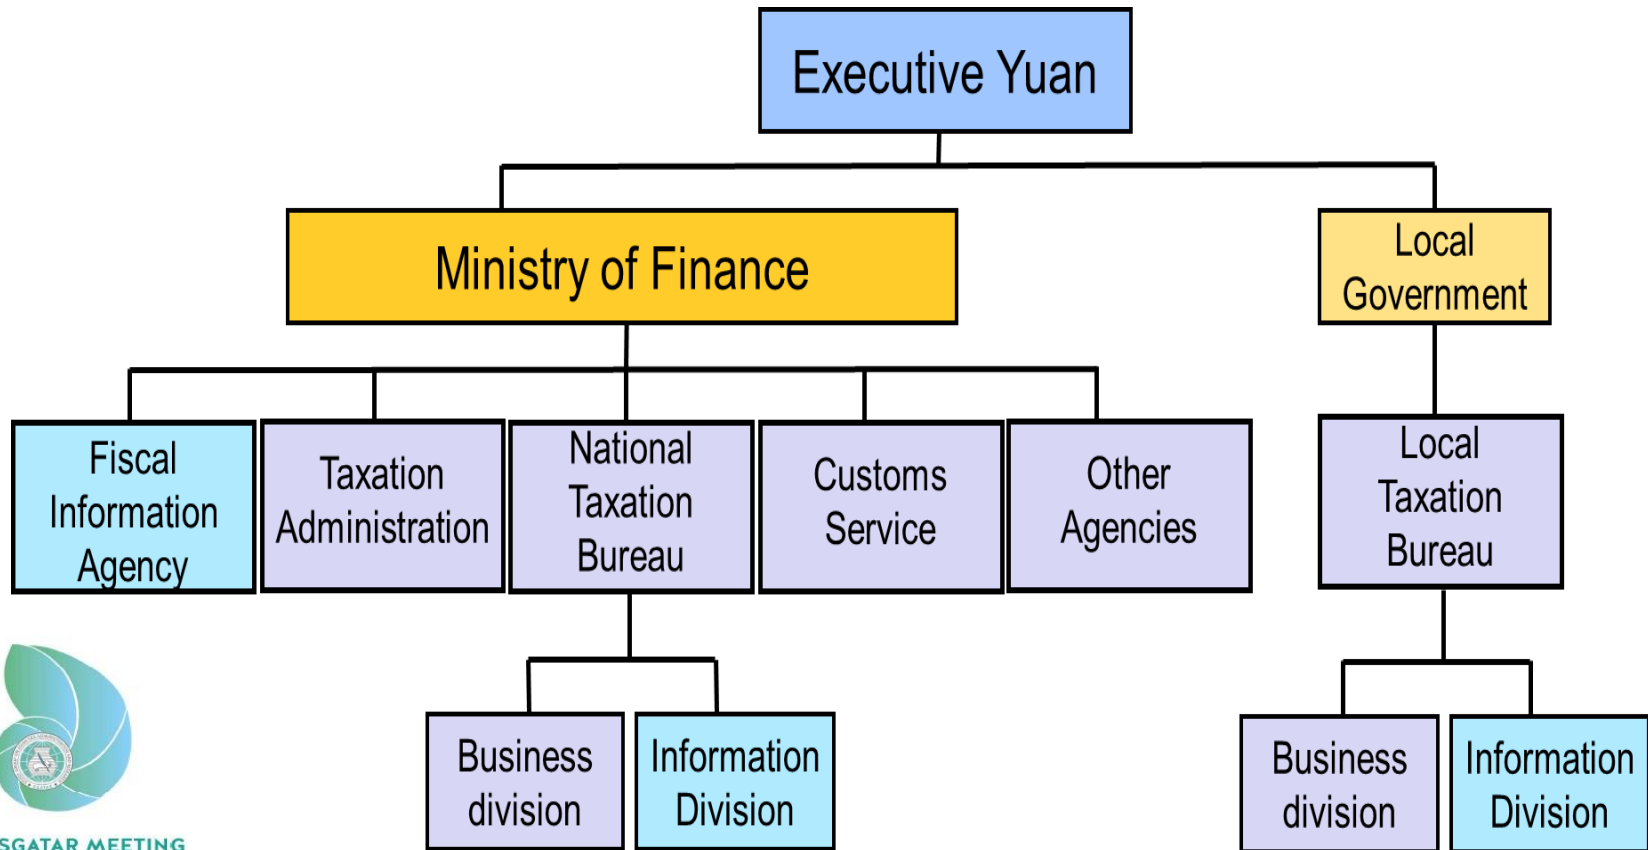 Executive Yuan
Ministry of Finance
Local
Government
Fiscal
Information
Agency
Taxation
Administration
National
Taxation
Bureau
Customs
Service
Other
Agencies
Local
Taxation
Bureau
Business
division
Information
Division
Business
division
Information
Division
SGATAR MEETING